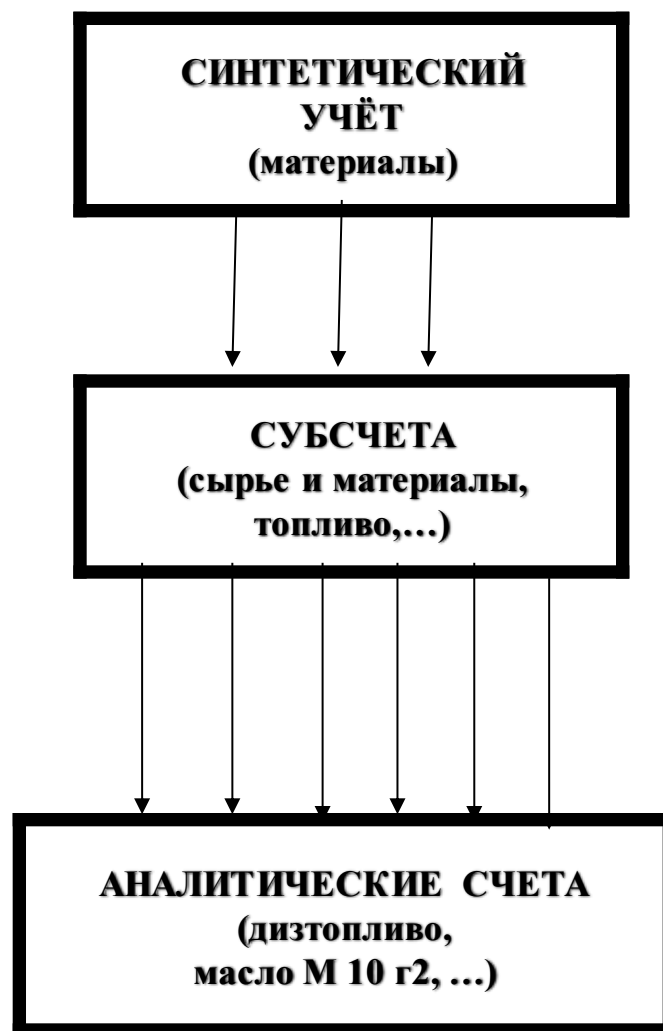 СИНТЕТИЧЕСКИЙ
УЧЁТ
(материалы)
СУБСЧЕТА
(сырье и материалы,
топливо,...)
АНАЛИТИЧЕСКИЕ СЧЕТА
(дизтопливо,
масло М 10 г2, ...)